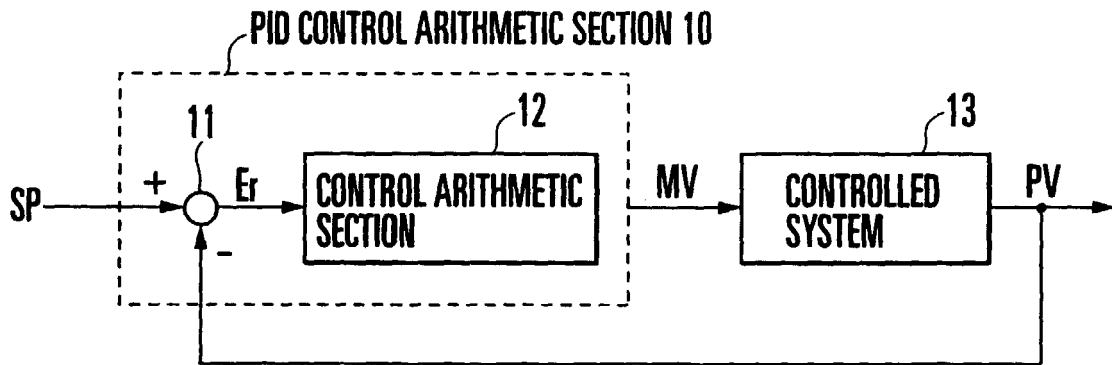 PID CONTROL ARITHMETIC SECTION 10
11
12
13
SP
+
-
Er
CONTROL ARITHMETIC
SECTION
MV
CONTROLLED
SYSTEM
PV